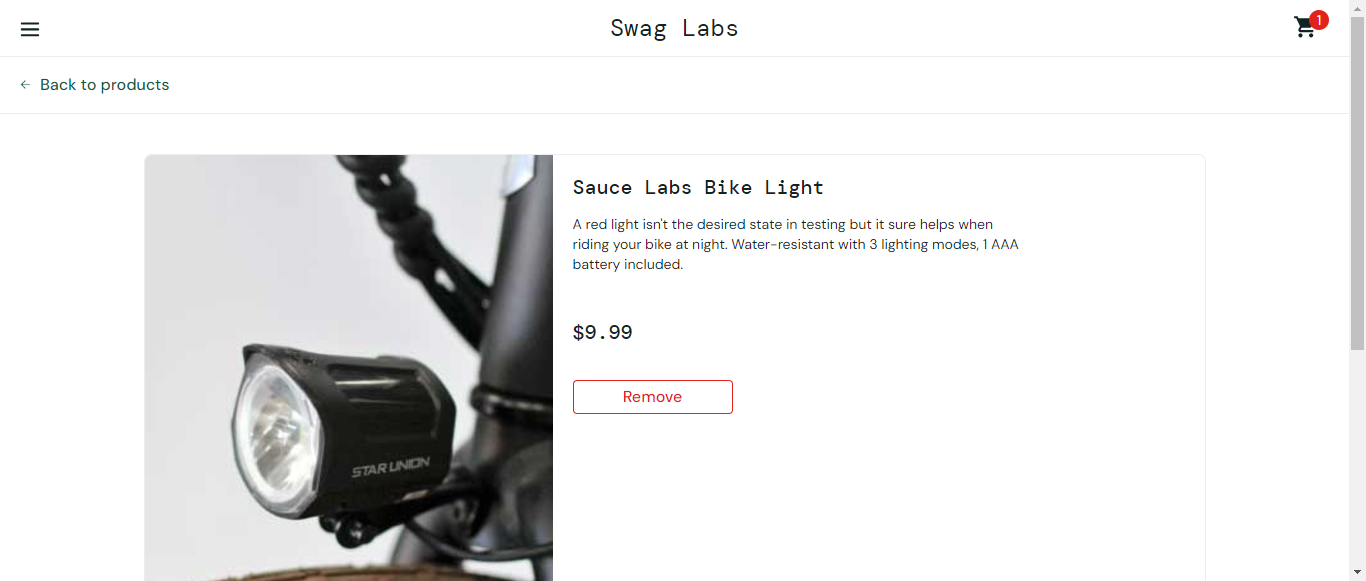 Swag Labs
1
Back to products
Sauce Labs Bike Light
A red light isn't the desired state in testing but it sure helps when
riding your bike at night. Water-resistant with 3 lighting modes, 1 AAA
battery included.
$9.99
Remove
STAR UNION